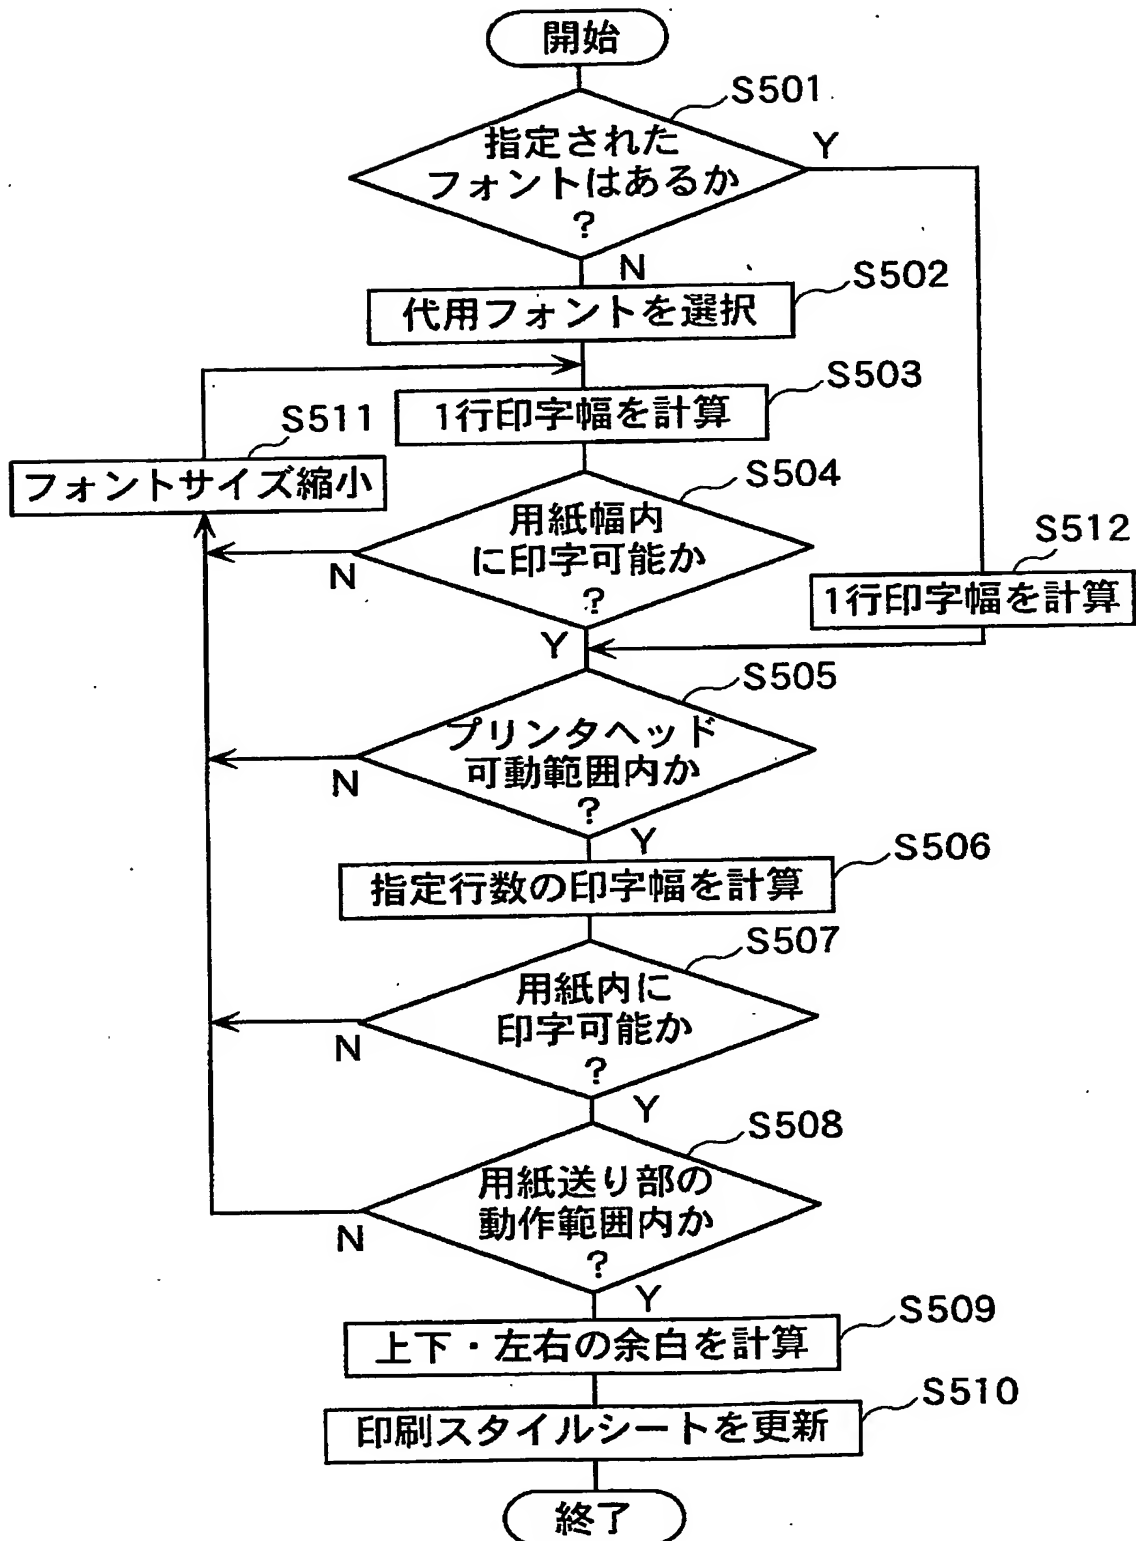 開始
S501
指定された
フォントはあるか
?
Y
N
S502
代用フォントを選択
S503
1行印字幅を計算
S511
フォントサイズ縮小
S504
用紙幅内
に印字可能か
?
N
Y
S512
1行印字幅を計算
S505
プリンタヘッド
可動範囲内か
?
N
Y
S506
指定行数の印字幅を計算
S507
用紙内に
印字可能か
?
N
Y
S508
用紙送り部の
動作範囲内か
?
N
Y
S509
上下・左右の余白を計算
S510
印刷スタイルシートを更新
終了